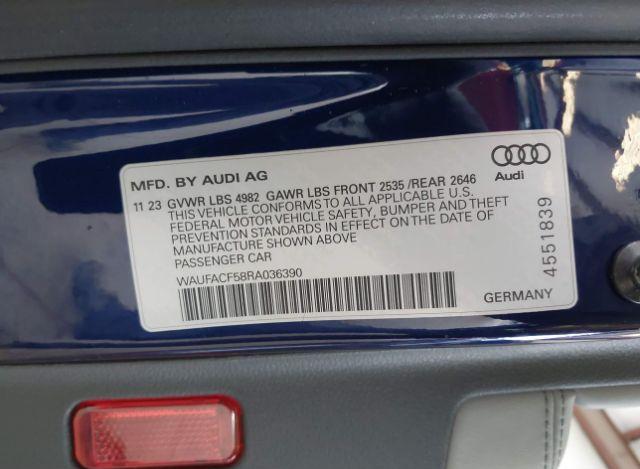 MFD. BY AUDI AG
Audi
11 23 GVWR LBS 4982 GAWR LBS FRONT 2535 /REAR 2646
THIS VEHICLE CONFORMS TO ALL APPLICABLE U.S.
FEDERAL MOTOR VEHICLE SAFETY, BUMPER AND THEFT
PREVENTION STANDARDS IN EFFECT ON THE DATE OF
MANUFACTURE SHOWN ABOVE
PASSENGER CAR
WAUFACF58RA036390
4551839
GERMANY